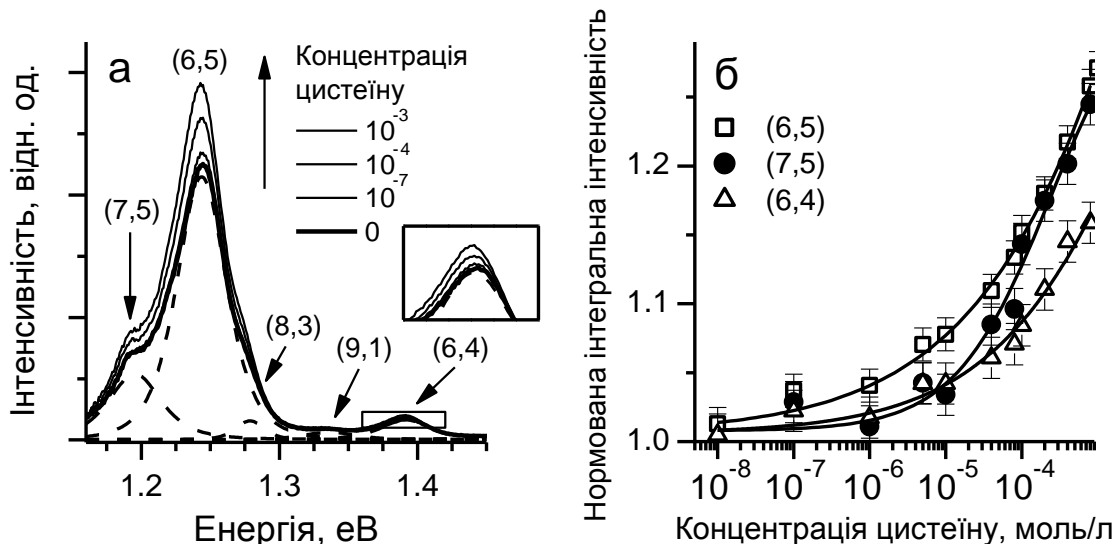 Інтенсивність, відн. од.
а
(6,5)
(7,5)
(8,3)
(9,1)
(6,4)
Концентрація
цистеїну
10⁻³
10⁻⁴
10⁻⁷
0
1.2
1.3
1.4
Енергія, еВ
Нормована інтегральна інтенсивність
б
(6,5)
(7,5)
(6,4)
1.2
1.1
1.0
10⁻⁸
10⁻⁷
10⁻⁶
10⁻⁵
10⁻⁴
Концентрація цистеїну, моль/л